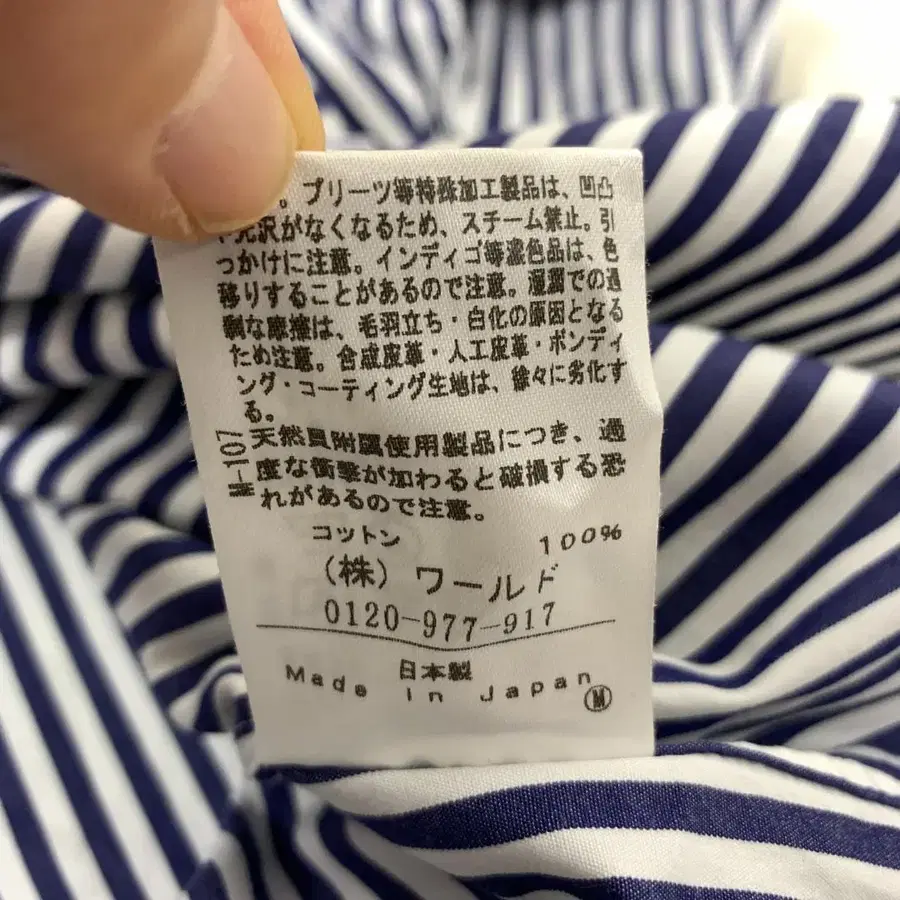 。プリーツ等特殊加工製品は、凹凸
や光沢がなくなるため、スチーム禁止。引
っかけに注意。インディゴ等濃色品は、色
移りすることがあるので注意。湿潤での過
剰な摩擦は、毛羽立ち・白化の原因となる
ため注意。合成皮革・人工皮革・ボンディ
ング・コーティング生地は、徐々に劣化す
る。
天然貝附属使用製品につき、過
度な衝撃が加わると破損する恐
れがあるので注意。
W-107
コットン 100%
(株) ワールド
0120-977-917
日本製
Made in Japan
M